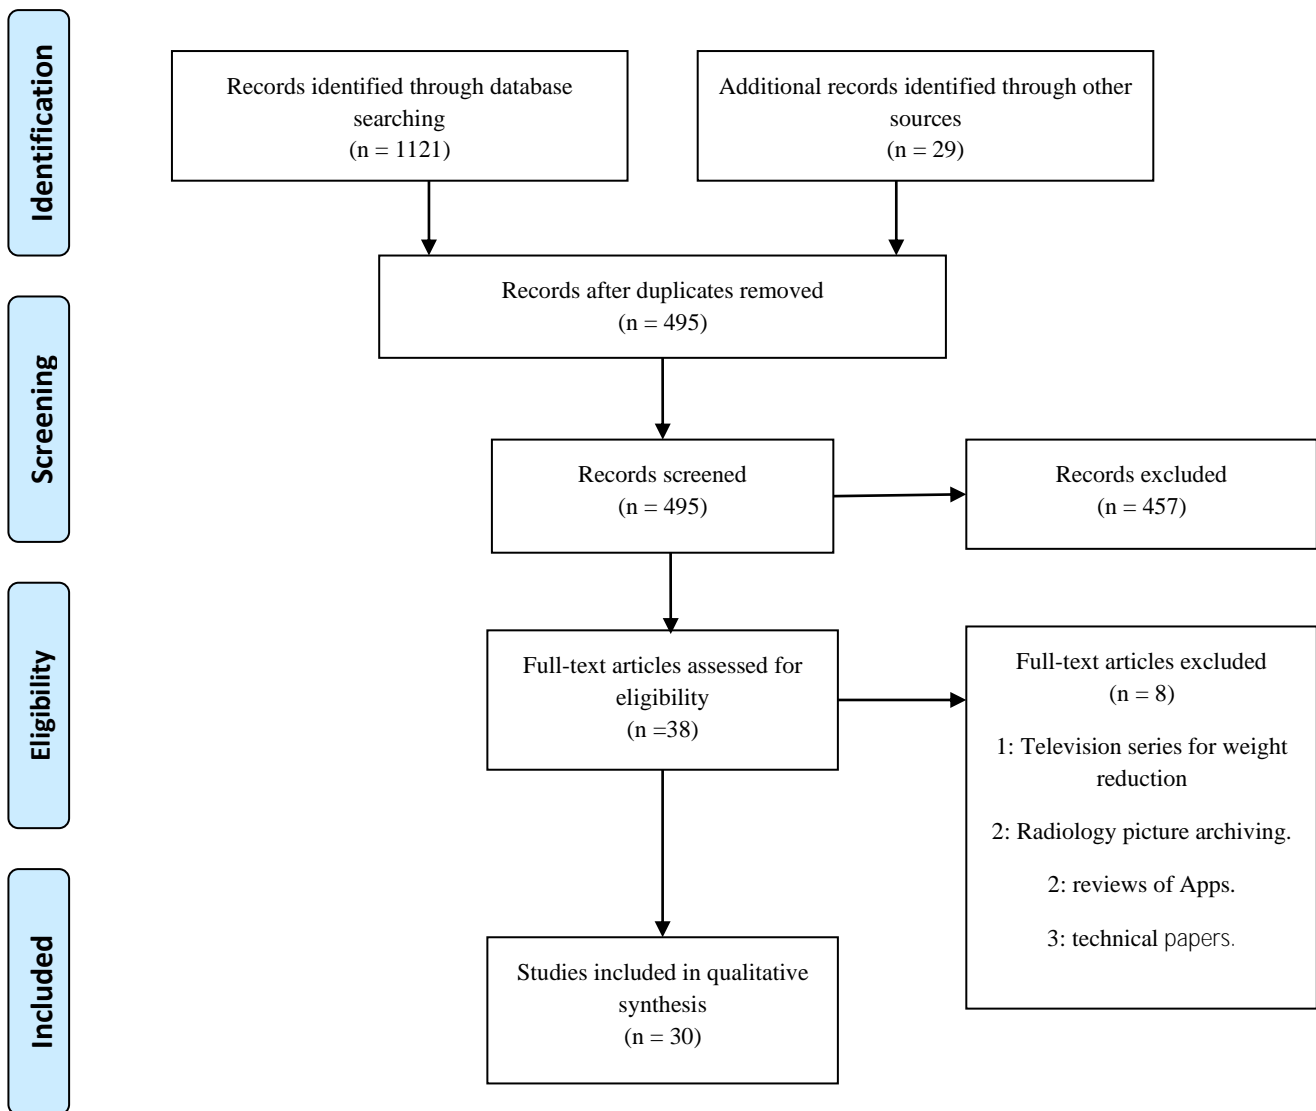 Identification
Records identified through database
searching
(n = 1121)
Additional records identified through other
sources
(n = 29)
Records after duplicates removed
(n = 495)
Screening
Records screened
(n = 495)
Records excluded
(n = 457)
Eligibility
Full-text articles assessed for
eligibility
(n =38)
Full-text articles excluded
(n = 8)
1: Television series for weight
reduction
2: Radiology picture archiving.
2: reviews of Apps.
3: technical papers.
Included
Studies included in qualitative
synthesis
(n = 30)